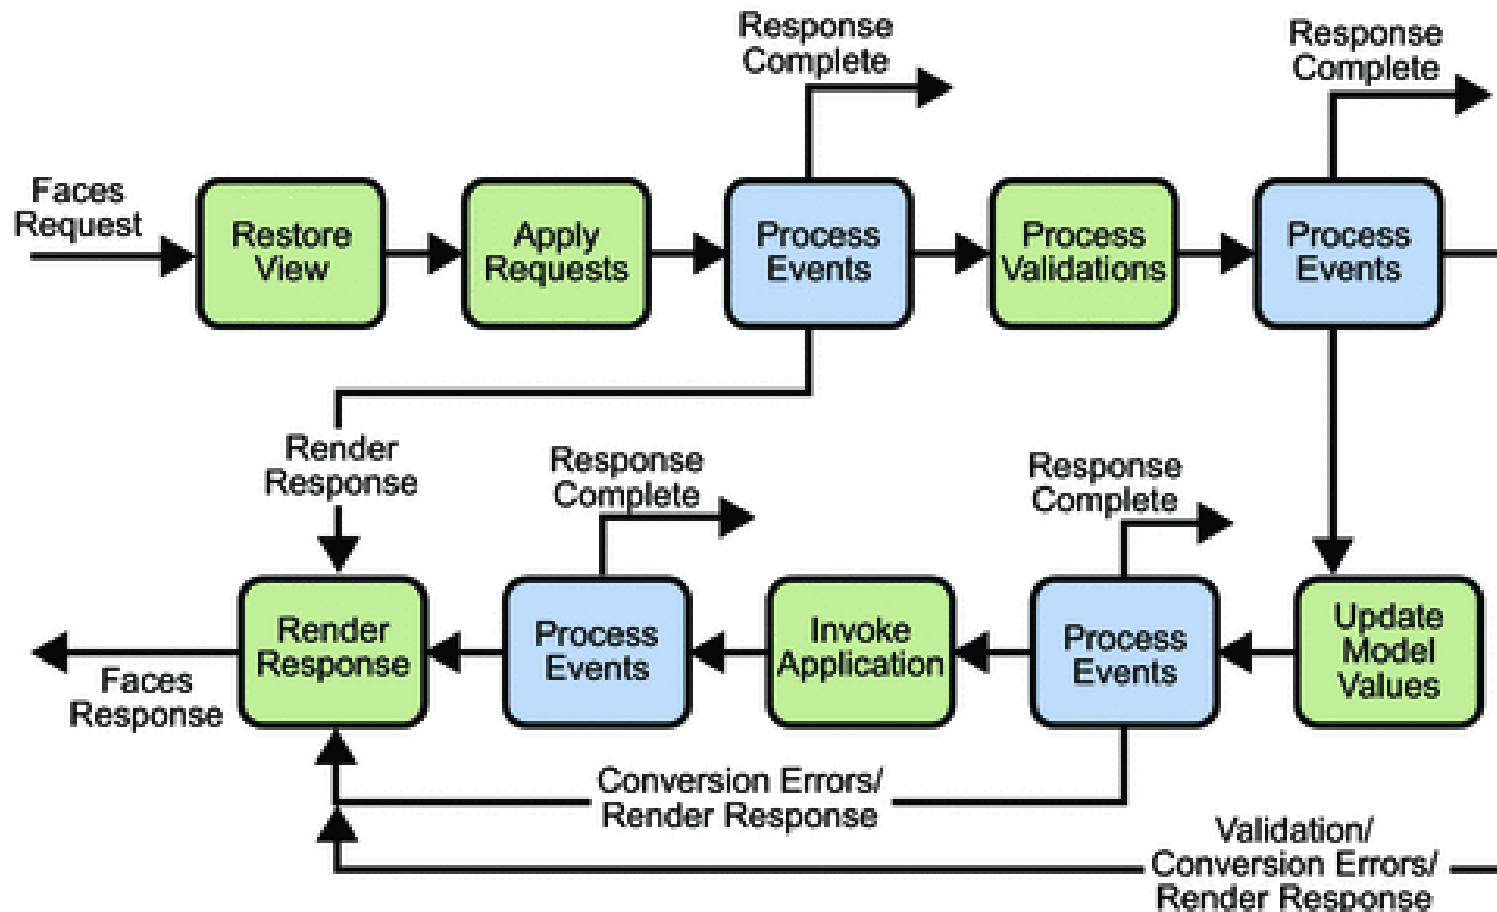 Response
Complete
Response
Complete
Faces
Request
Restore
View
Apply
Requests
Process
Events
Process
Validations
Process
Events
Render
Response
Response
Complete
Response
Complete
Render
Response
Process
Events
Invoke
Application
Process
Events
Update
Model
Values
Faces
Response
Conversion Errors/
Render Response
Validation/
Conversion Errors/
Render Response